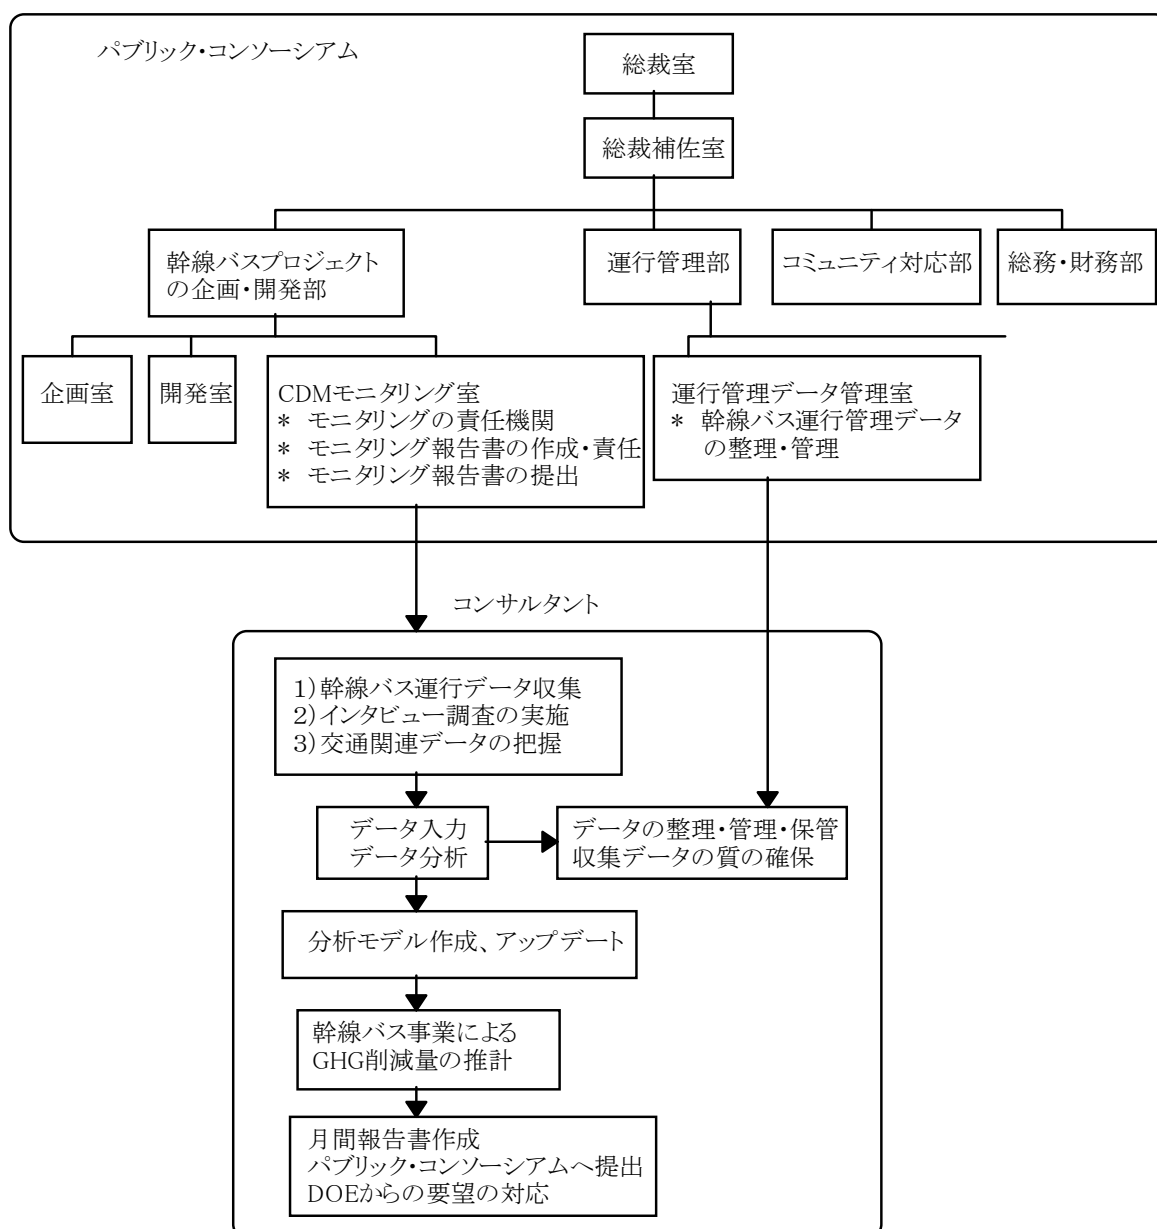 パブリック・コンソーシアム
総裁室
総裁補佐室
幹線バスプロジェクト
の企画・開発部
運行管理部
コミュニティ対応部
総務・財務部
企画室
開発室
CDMモニタリング室
* モニタリングの責任機関
* モニタリング報告書の作成・責任
* モニタリング報告書の提出
運行管理データ管理室
* 幹線バス運行管理データ
の整理・管理
コンサルタント
1)幹線バス運行データ収集
2)インタビュー調査の実施
3)交通関連データの把握
データ入力
データ分析
データの整理・管理・保管
収集データの質の確保
分析モデル作成、アップデート
幹線バス事業による
GHG削減量の推計
月間報告書作成
パブリック・コンソーシアムへ提出
DOEからの要望の対応